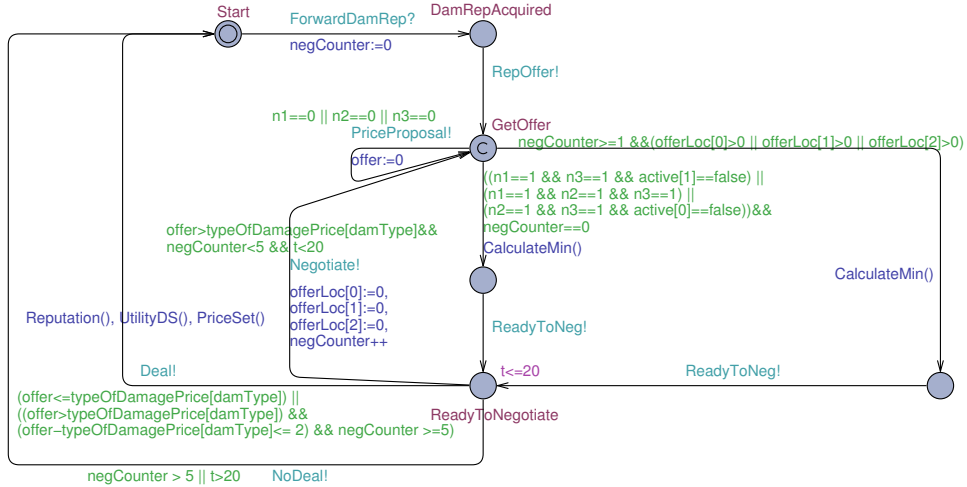 Start
ForwardDamRep?
negCounter:=0
DamRepAcquired
RepOffer!
n1==0 || n2==0 || n3==0
PriceProposal!
offer:=0
GetOffer
C
negCounter>=1 &&(offerLoc[0]>0 || offerLoc[1]>0 || offerLoc[2]>0)
((n1==1 && n3==1 && active[1]==false) ||
(n1==1 && n2==1 && n3==1) ||
(n2==1 && n3==1 && active[0]==false))&&
negCounter==0
CalculateMin()
offer>typeOfDamagePrice[damType]&&
negCounter<5 && t<20
Negotiate!
offerLoc[0]:=0,
offerLoc[1]:=0,
offerLoc[2]:=0,
negCounter++
CalculateMin()
Reputation(), UtilityDS(), PriceSet()
ReadyToNeg!
Deal!
t<=20
ReadyToNeg!
(offer<=typeOfDamagePrice[damType]) ||
((offer>typeOfDamagePrice[damType]) &&
(offer−typeOfDamagePrice[damType]<= 2) && negCounter >=5)
ReadyToNegotiate
negCounter > 5 || t>20
NoDeal!